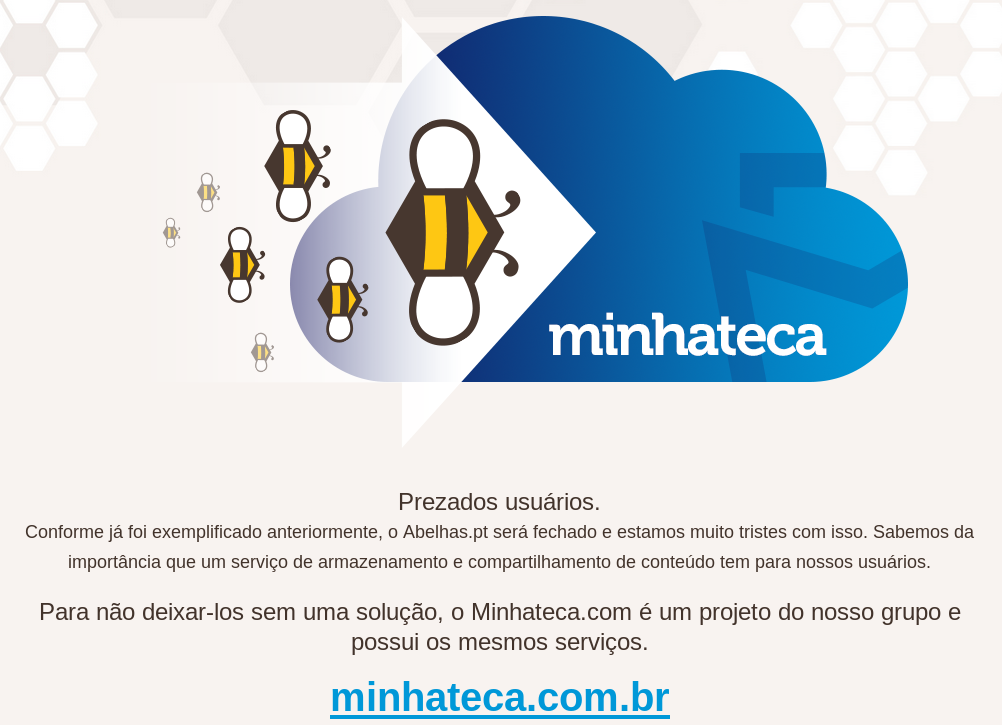 minhateca
Prezados usuários.
Conforme já foi exemplificado anteriormente, o Abelhas.pt será fechado e estamos muito tristes com isso. Sabemos da
importância que um serviço de armazenamento e compartilhamento de conteúdo tem para nossos usuários.
Para não deixar-los sem uma solução, o Minhateca.com é um projeto do nosso grupo e
possui os mesmos serviços.
minhateca.com.br